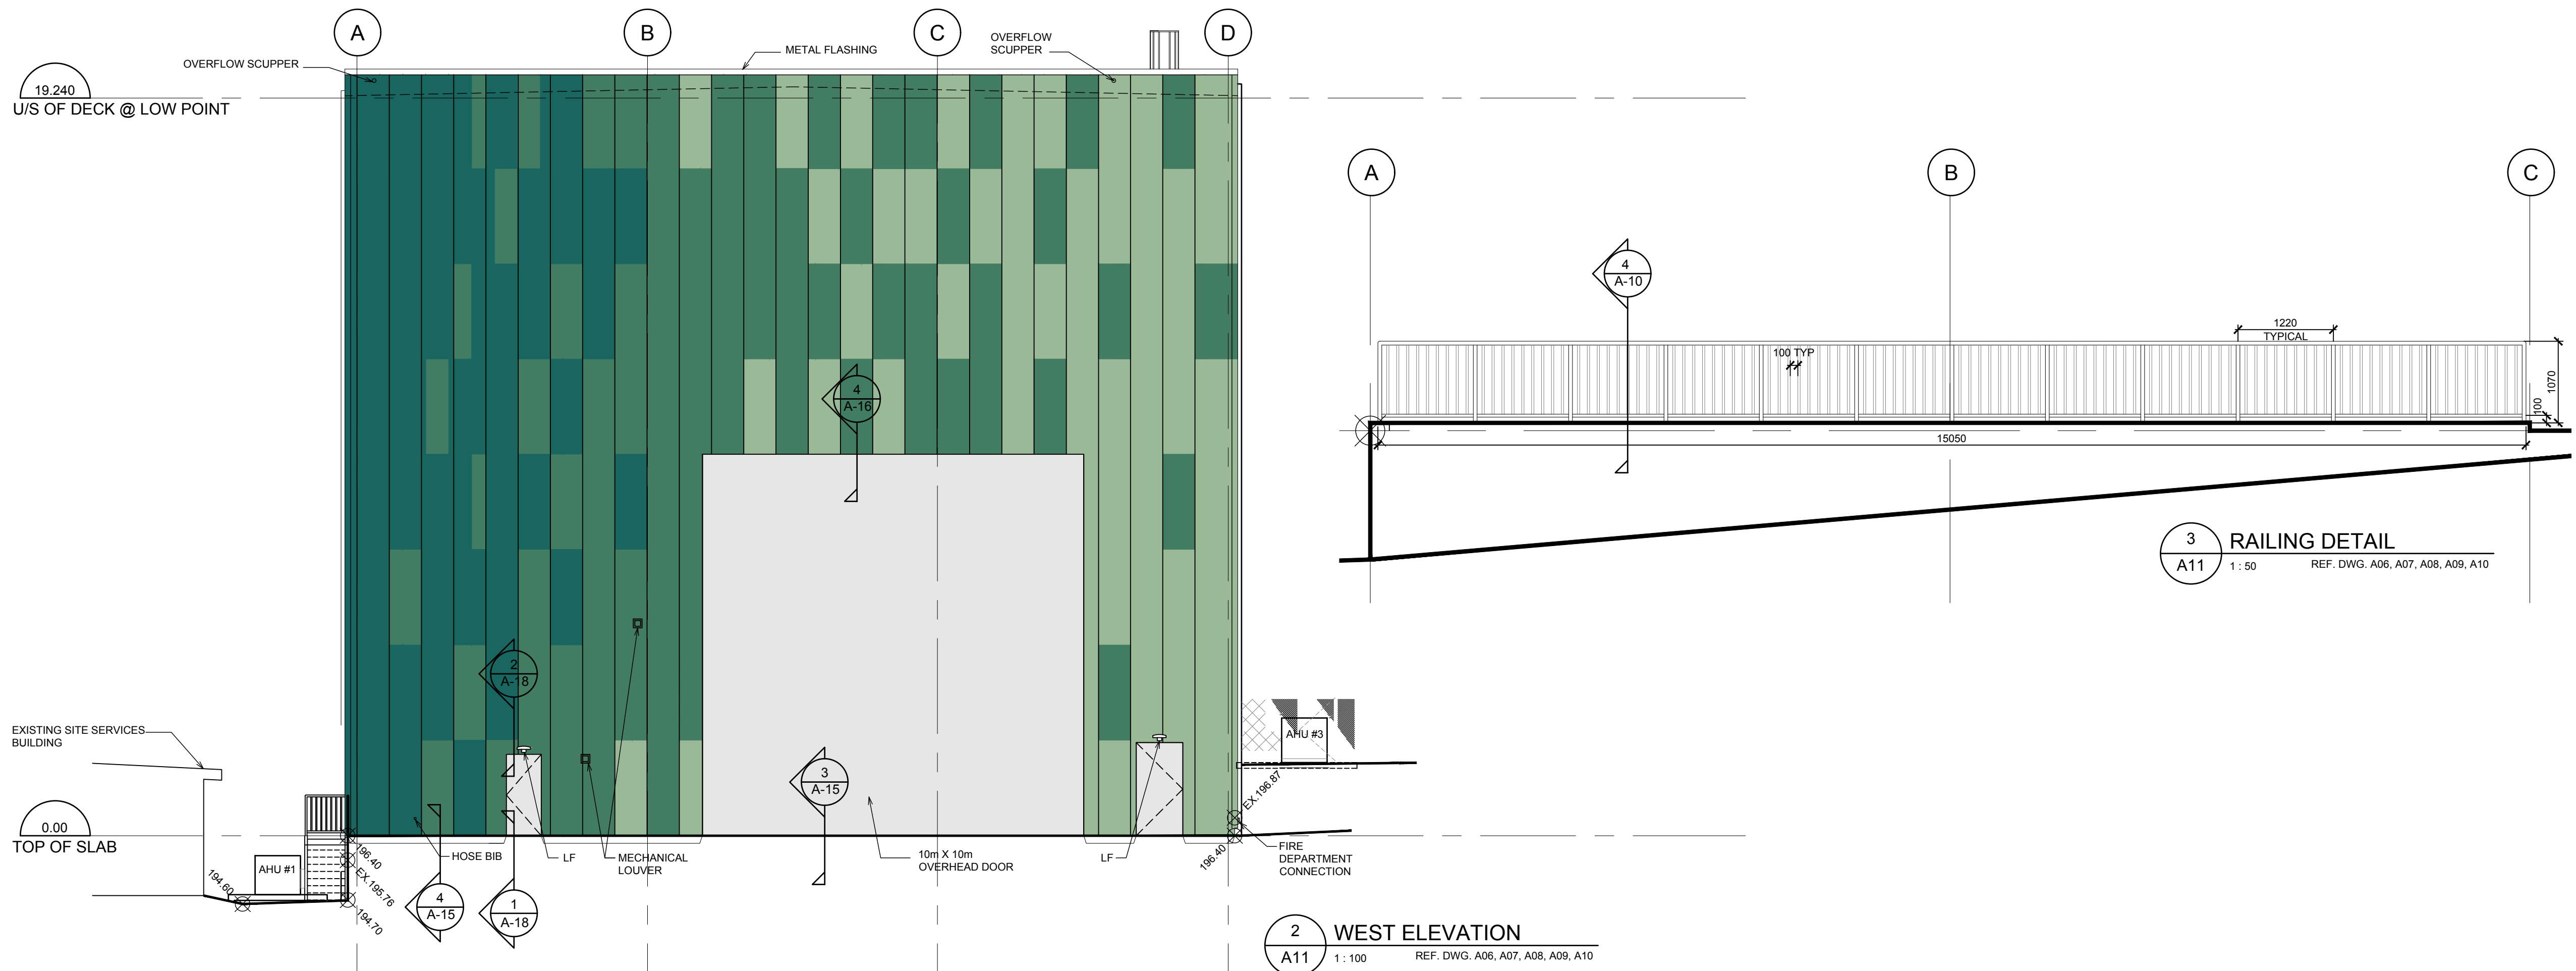 A
B
C
D
OVERFLOW SCUPPER
METAL FLASHING
OVERFLOW
SCUPPER
19.240
U/S OF DECK @ LOW POINT
4
A-16
2
A-18
3
A-15
EXISTING SITE SERVICES
BUILDING
AHU #3
EX.196.87
0.00
TOP OF SLAB
AHU #1
194.60
196.40
EX.195.76
194.70
HOSE BIB
LF
MECHANICAL
LOUVER
10m X 10m
OVERHEAD DOOR
LF
196.40
FIRE
DEPARTMENT
CONNECTION
4
A-15
1
A-18
2
A11
WEST ELEVATION
1 : 100
REF. DWG. A06, A07, A08, A09, A10
A
B
C
4
A-10
1220
TYPICAL
100 TYP
1070
100
15050
3
A11
RAILING DETAIL
1 : 50
REF. DWG. A06, A07, A08, A09, A10